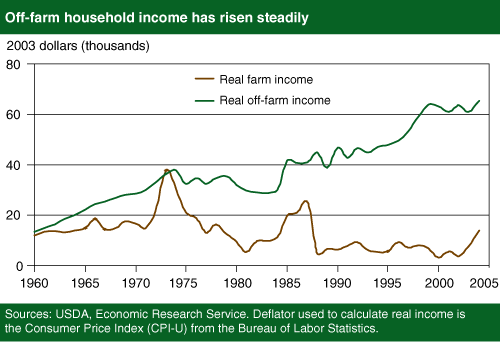 Off-farm household income has risen steadily
2003 dollars (thousands)
80
Real farm income
Real off-farm income
60
40
20
0
1960 1965 1970 1975 1980 1985 1990 1995 2000 2005
Sources: USDA, Economic Research Service. Deflator used to calculate real income is
the Consumer Price Index (CPI-U) from the Bureau of Labor Statistics.